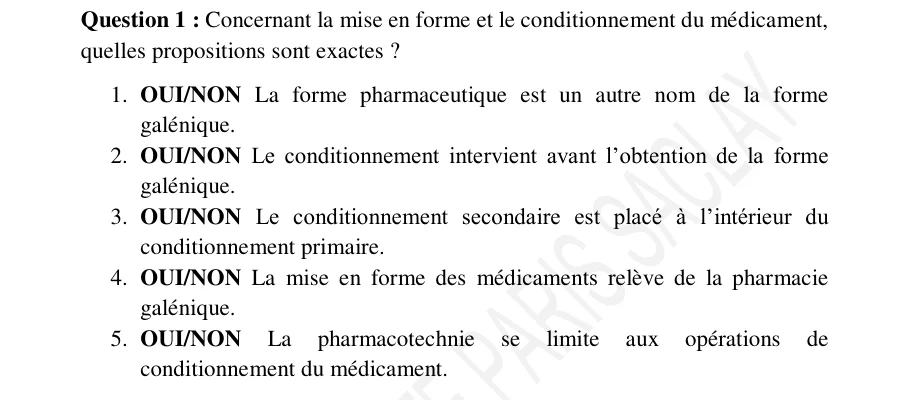 Question 1 : Concernant la mise en forme et le conditionnement du médicament,
quelles propositions sont exactes ?
1. OUI/NON La forme pharmaceutique est un autre nom de la forme
galénique.
2. OUI/NON Le conditionnement intervient avant l’obtention de la forme
galénique.
3. OUI/NON Le conditionnement secondaire est placé à l’intérieur du
conditionnement primaire.
4. OUI/NON La mise en forme des médicaments relève de la pharmacie
galénique.
5. OUI/NON La pharmacotechnie se limite aux opérations de
conditionnement du médicament.
PARIS SACLAY